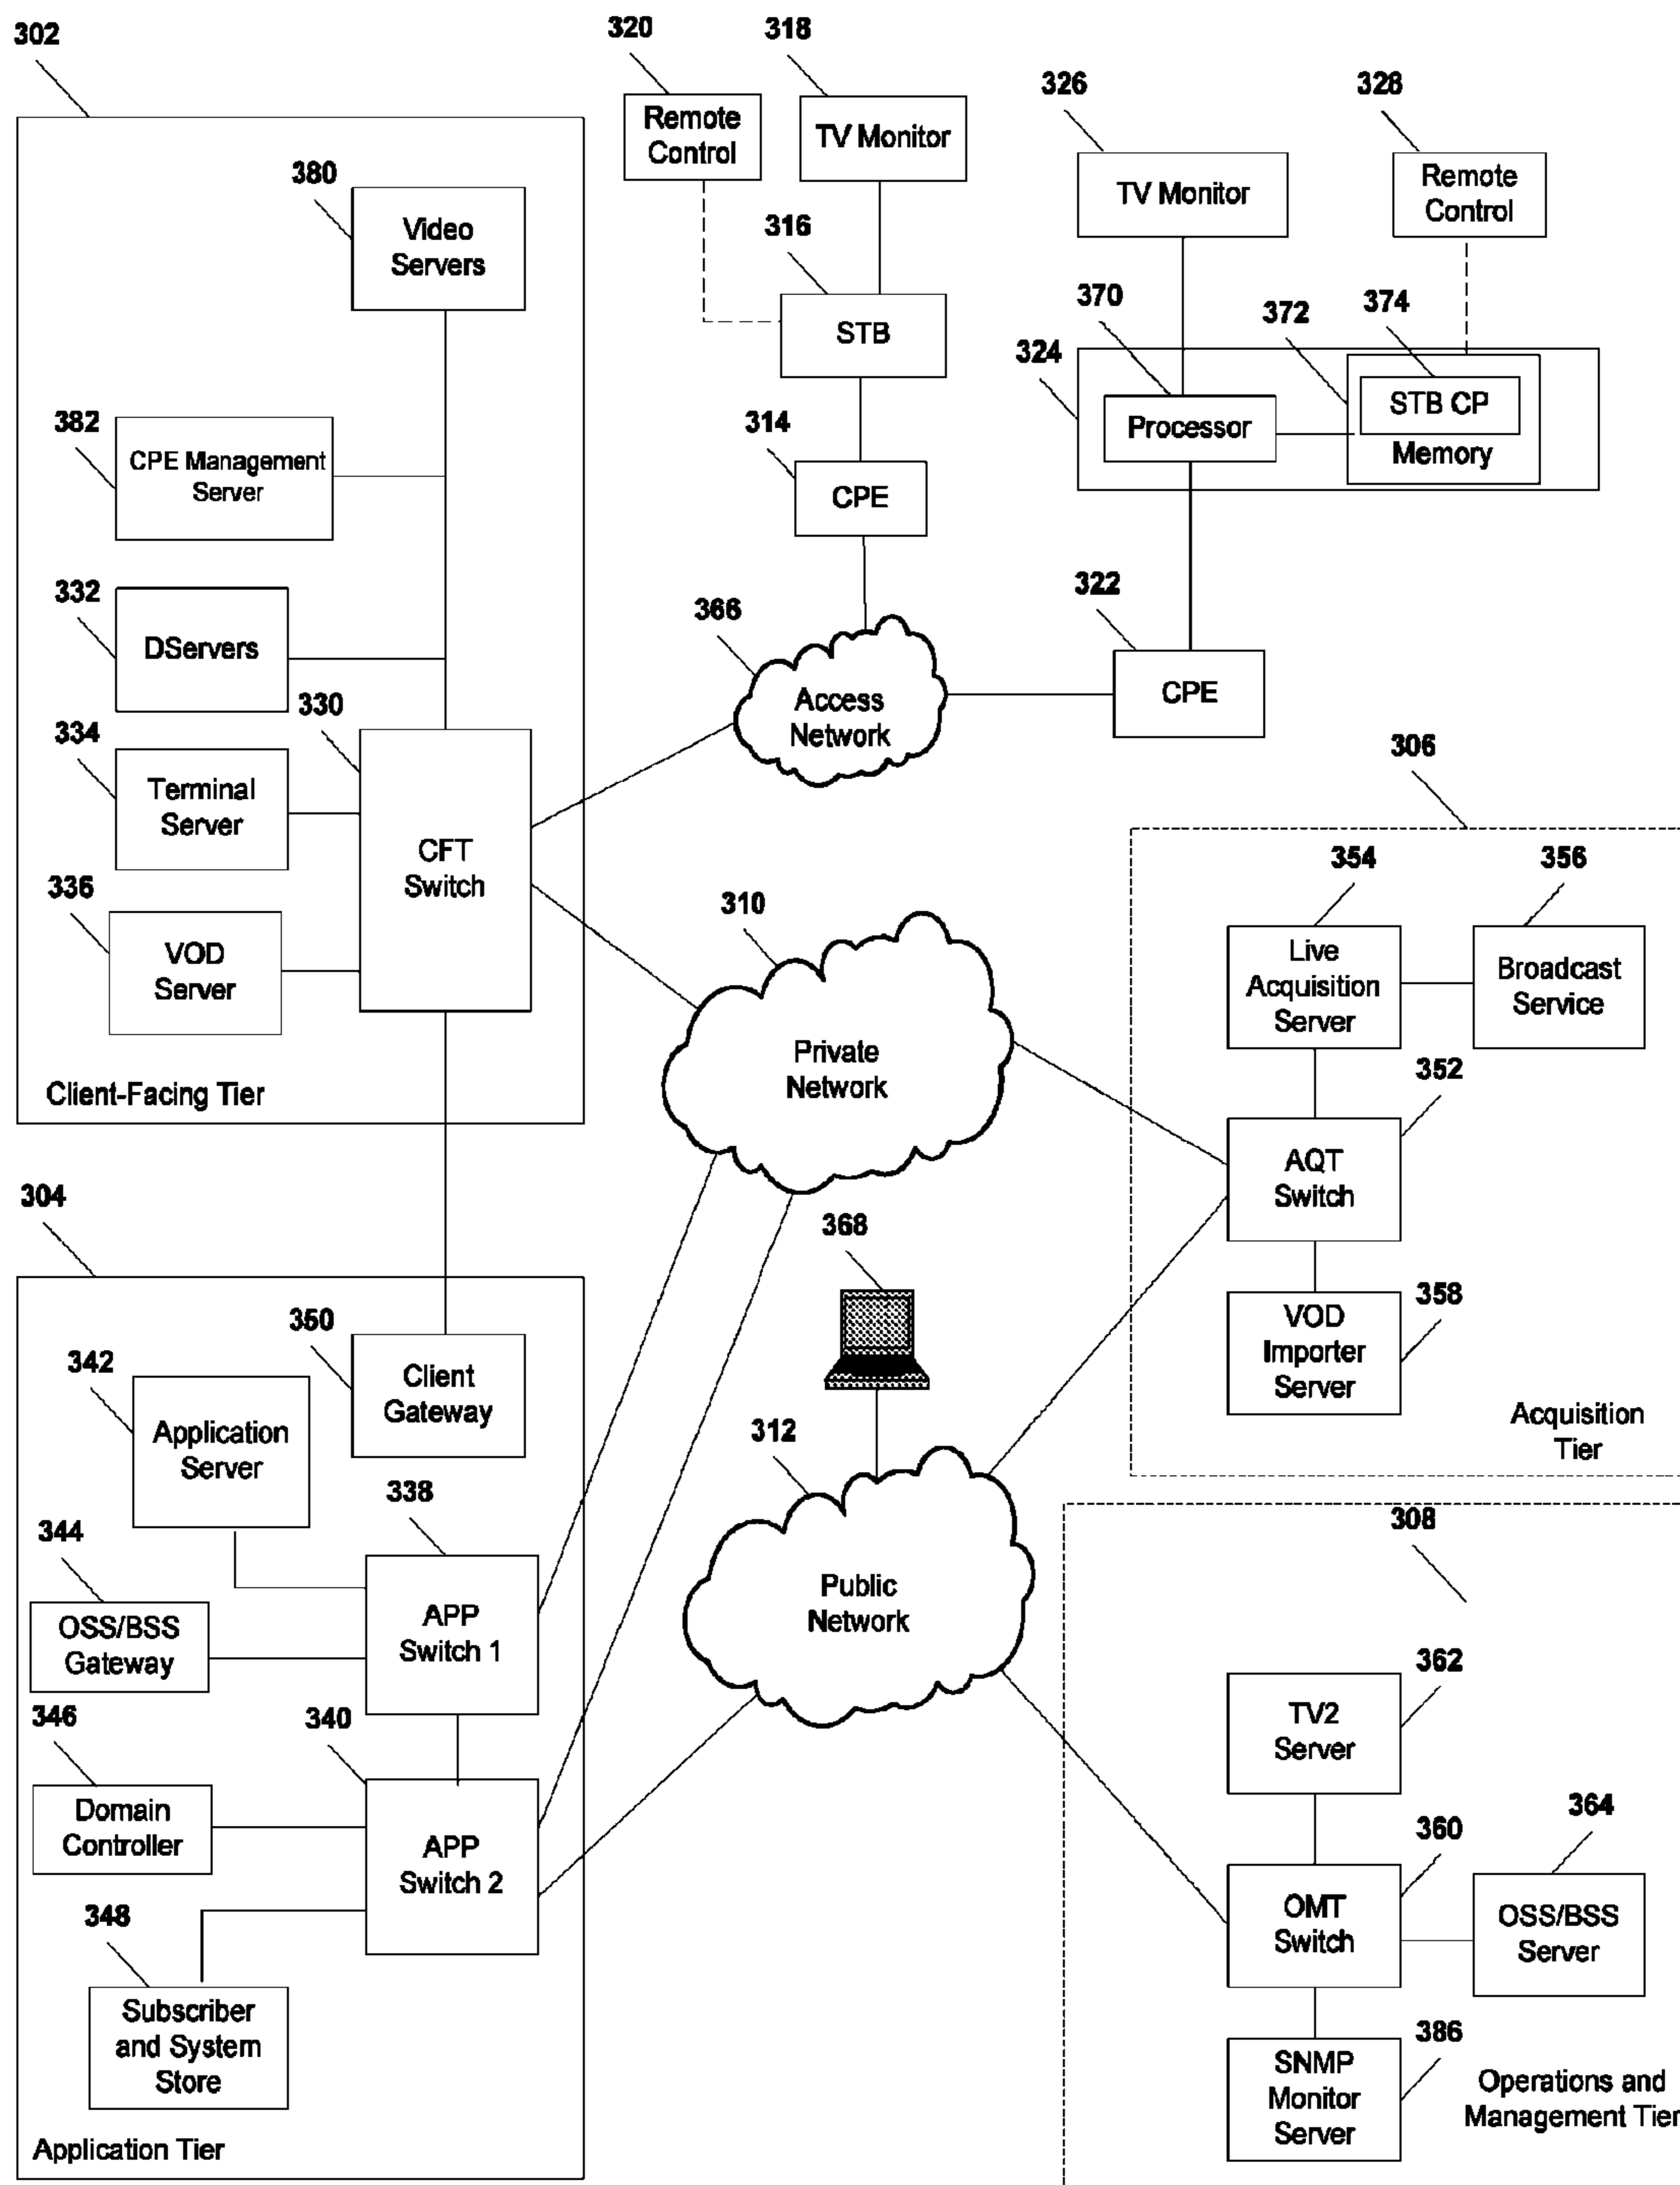 302
380
Video
Servers
382
CPE Management
Server
332
DServers
330
334
Terminal
Server
CFT
Switch
336
VOD
Server
Client-Facing Tier
320
318
Remote
Control
TV Monitor
316
STB
314
CPE
326
328
TV Monitor
Remote
Control
370
372
374
324
Processor
STB CP
Memory
322
CPE
366
Access
Network
310
Private
Network
306
354
356
Live
Acquisition
Server
Broadcast
Service
352
AQT
Switch
358
VOD
Importer
Server
Acquisition
Tier
304
350
342
Client
Gateway
Application
Server
338
344
OSS/BSS
Gateway
APP
Switch 1
346
340
Domain
Controller
APP
Switch 2
348
Subscriber
and System
Store
Application Tier
368
312
Public
Network
308
362
TV2
Server
360
364
OMT
Switch
OSS/BSS
Server
386
SNMP
Monitor
Server
Operations and
Management Tier